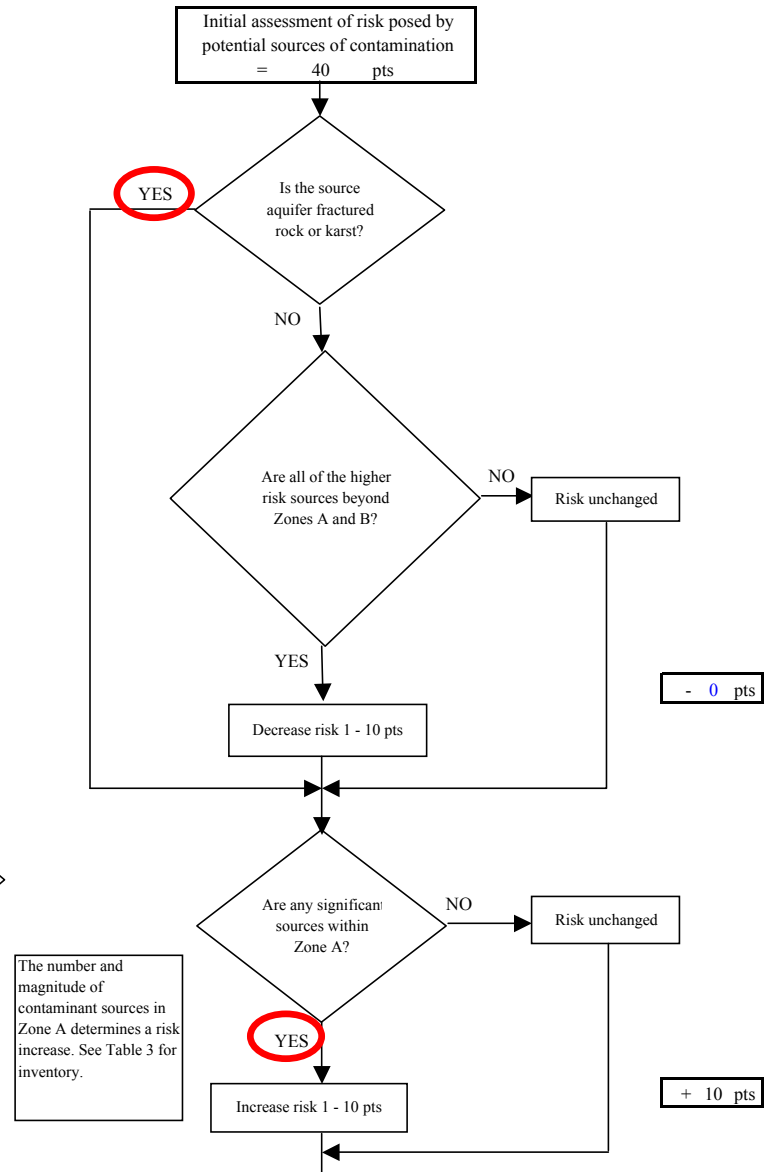 Initial assessment of risk posed by
potential sources of contamination
= 40 pts
YES
Is the source
aquifer fractured
rock or karst?
NO
Are all of the higher
risk sources beyond
Zones A and B?
NO
Risk unchanged
YES
- 0 pts
Decrease risk 1 - 10 pts
Are any significant
sources within
Zone A?
NO
Risk unchanged
The number and
magnitude of
contaminant sources in
Zone A determines a risk
increase. See Table 3 for
inventory.
YES
Increase risk 1 - 10 pts
+ 10 pts